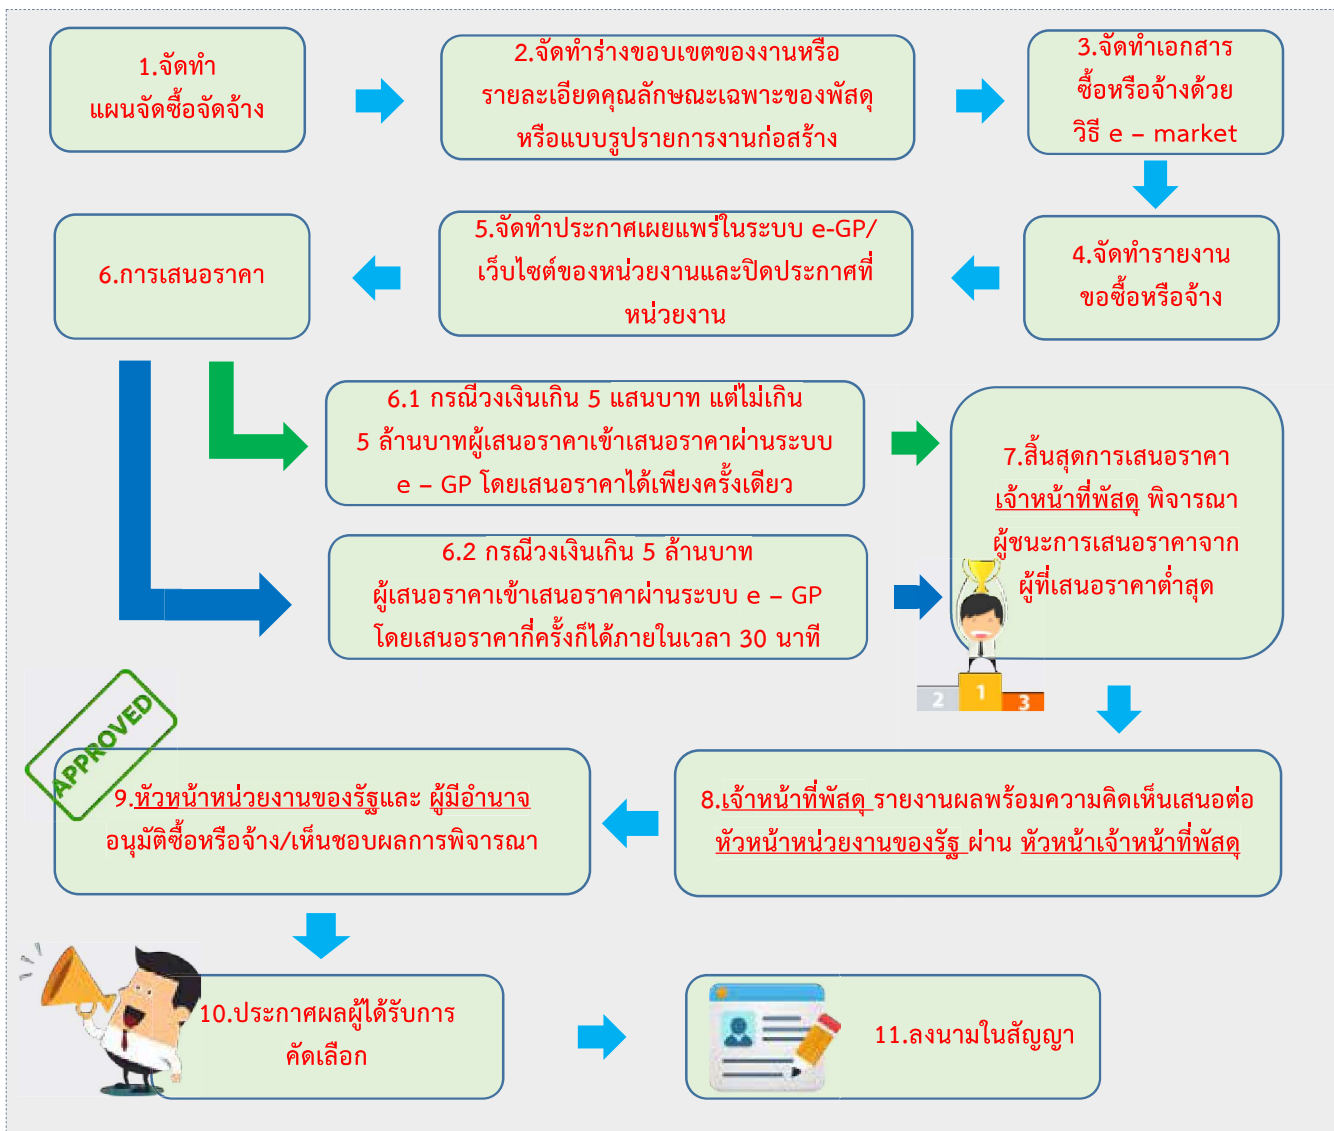 1.จัดทำ
แผนจัดซื้อจัดจ้าง
2.จัดทำร่างขอบเขตของงานหรือ
รายละเอียดคุณลักษณะเฉพาะของพัสดุ
หรือแบบรูปรายการงานก่อสร้าง
3.จัดทำเอกสาร
ซื้อหรือจ้างด้วย
วิธี e – market
4.จัดทำรายงาน
ขอซื้อหรือจ้าง
5.จัดทำประกาศเผยแพร่ในระบบ e-GP/
เว็บไซต์ของหน่วยงานและปิดประกาศที่
หน่วยงาน
6.การเสนอราคา
6.1 กรณีวงเงินเกิน 5 แสนบาท แต่ไม่เกิน
5 ล้านบาทผู้เสนอราคาเข้าเสนอราคาผ่านระบบ
e – GP โดยเสนอราคาได้เพียงครั้งเดียว
6.2 กรณีวงเงินเกิน 5 ล้านบาท
ผู้เสนอราคาเข้าเสนอราคาผ่านระบบ e – GP
โดยเสนอราคากี่ครั้งก็ได้ภายในเวลา 30 นาที
7.สิ้นสุดการเสนอราคา
เจ้าหน้าที่พัสดุ พิจารณา
ผู้ชนะการเสนอราคาจาก
ผู้ที่เสนอราคาต่ำสุด
2 1 3
8.เจ้าหน้าที่พัสดุ รายงานผลพร้อมความคิดเห็นเสนอต่อ
หัวหน้าหน่วยงานของรัฐ ผ่าน หัวหน้าเจ้าหน้าที่พัสดุ
APPROVED
9.หัวหน้าหน่วยงานของรัฐและ ผู้มีอำนาจ
อนุมัติซื้อหรือจ้าง/เห็นชอบผลการพิจารณา
10.ประกาศผลผู้ได้รับการ
คัดเลือก
11.ลงนามในสัญญา